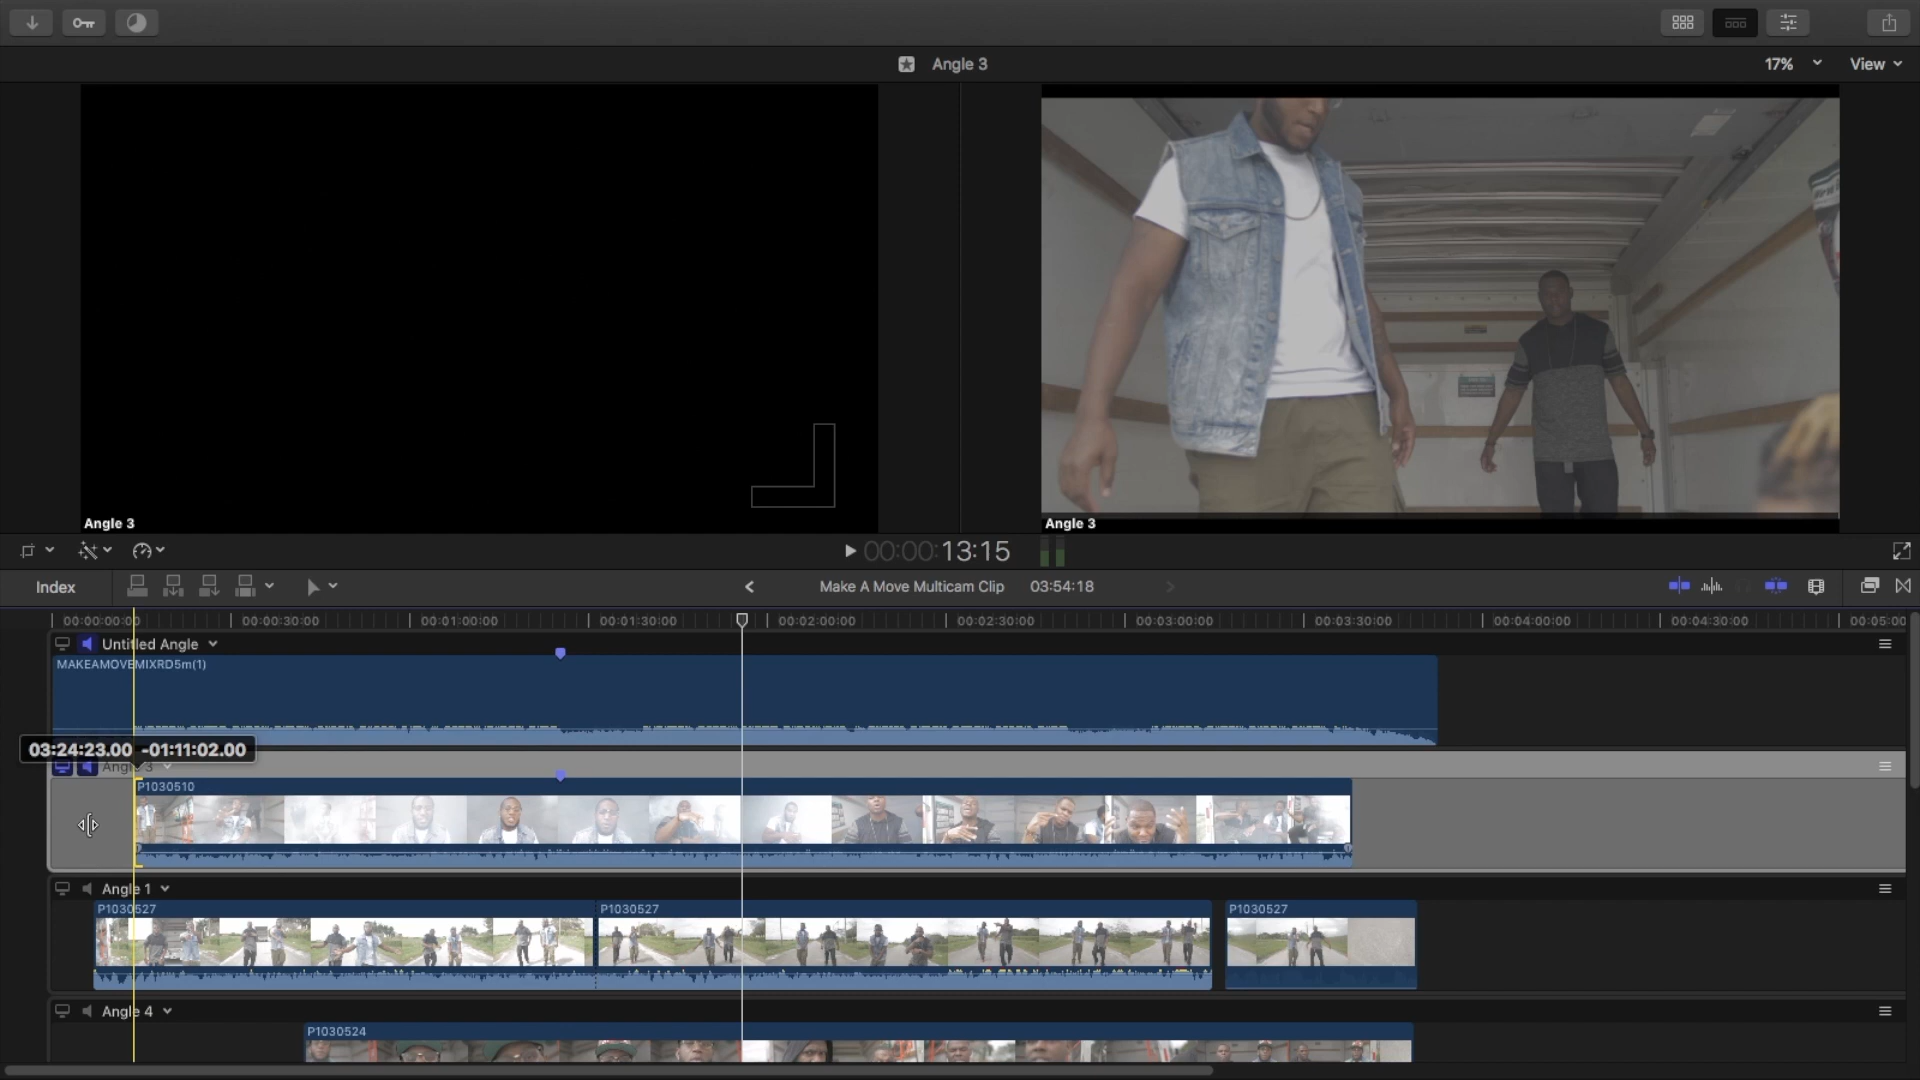 Angle 3
17%
View
Angle 3
Angle 3
00:00:13:15
Index
Make A Move Multicam Clip
03:54:18
00:00:00:00
00:00:30:00
00:01:00:00
00:01:30:00
00:02:00:00
00:02:30:00
00:03:00:00
00:03:30:00
00:04:00:00
00:04:30:00
00:05:00
Untitled Angle
MAKEAMOVEMIXRD5m(1)
03:24:23.00 -01:11:02.00
Angle 3
P1030510
Angle 1
P1030527
P1030527
P1030527
Angle 4
P1030524